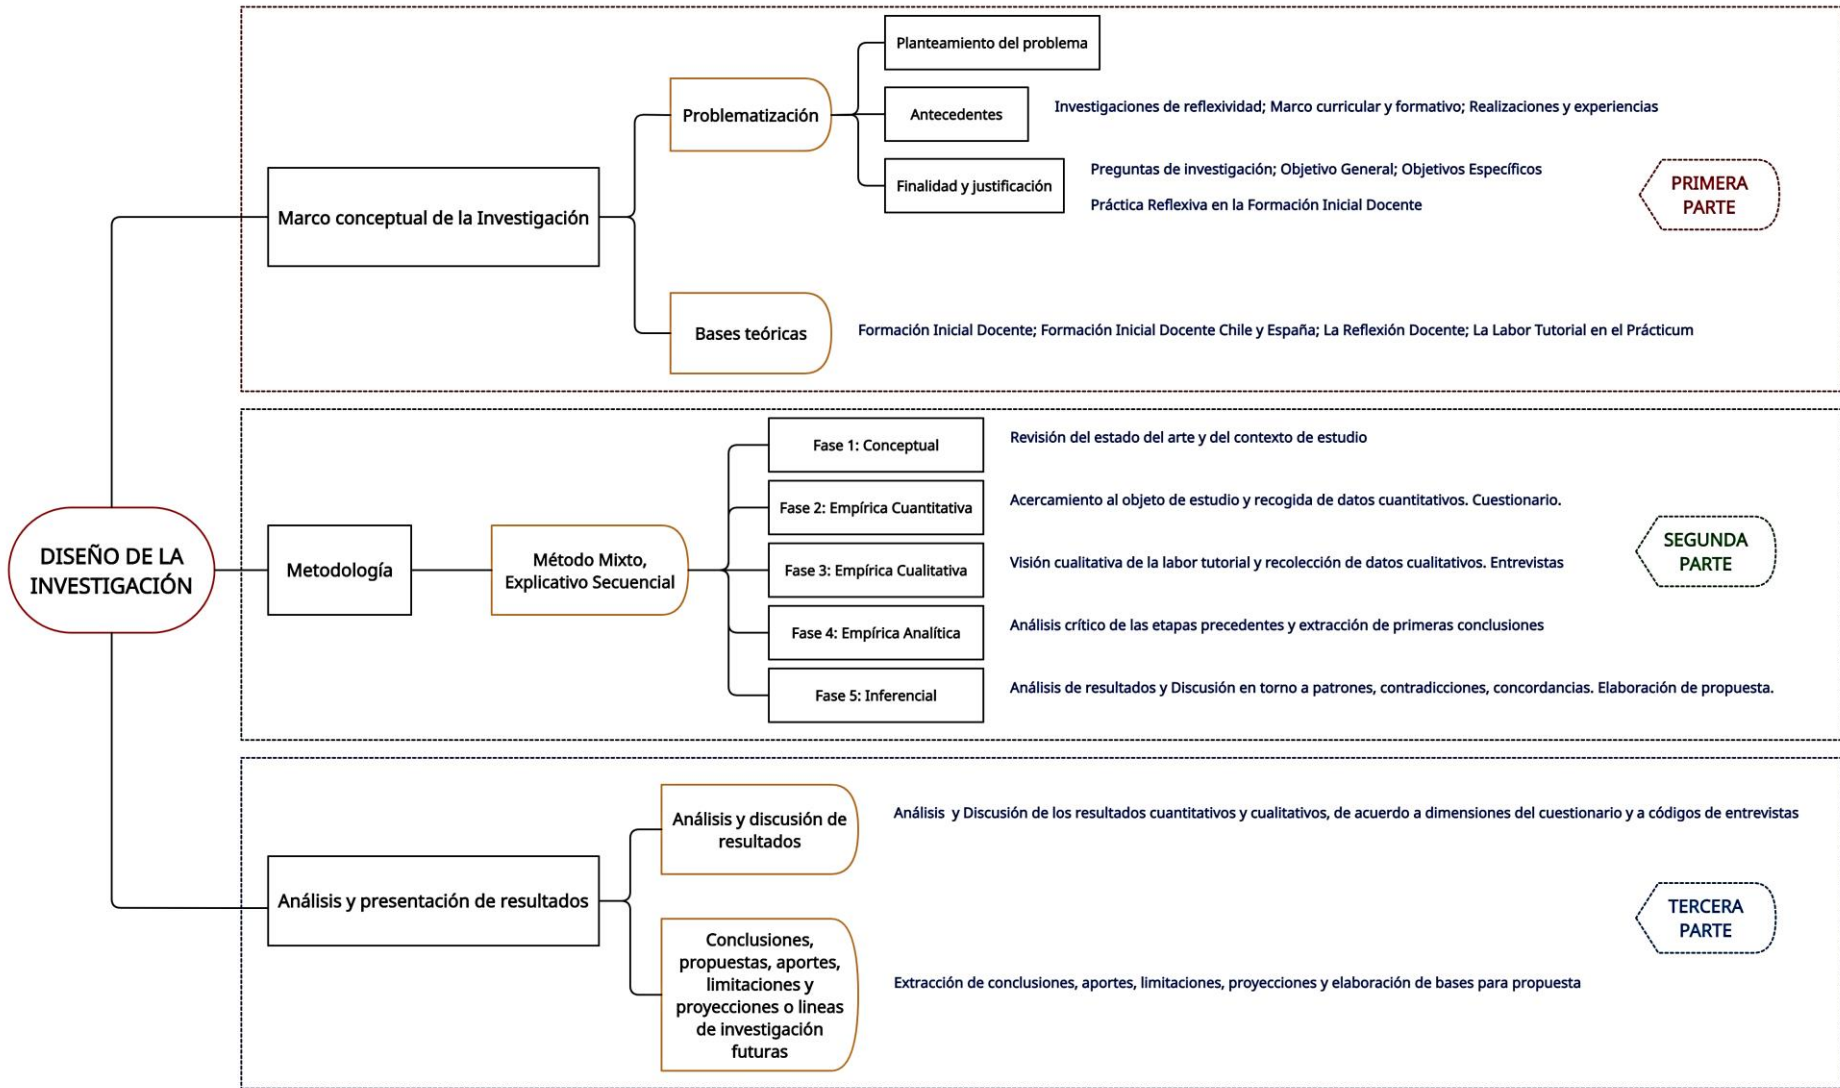 Planteamiento del problema
Problematización
Antecedentes
Investigaciones de reflexividad; Marco curricular y formativo; Realizaciones y experiencias
Finalidad y justificación
Preguntas de investigación; Objetivo General; Objetivos Específicos
Práctica Reflexiva en la Formación Inicial Docente
PRIMERA
PARTE
Marco conceptual de la Investigación
Bases teóricas
Formación Inicial Docente; Formación Inicial Docente Chile y España; La Reflexión Docente; La Labor Tutorial en el Prácticum
DISEÑO DE LA
INVESTIGACIÓN
Metodología
Método Mixto,
Explicativo Secuencial
Fase 1: Conceptual
Revisión del estado del arte y del contexto de estudio
Fase 2: Empírica Cuantitativa
Acercamiento al objeto de estudio y recogida de datos cuantitativos. Cuestionario.
Fase 3: Empírica Cualitativa
Visión cualitativa de la labor tutorial y recolección de datos cualitativos. Entrevistas
Fase 4: Empírica Analítica
Análisis crítico de las etapas precedentes y extracción de primeras conclusiones
Fase 5: Inferencial
Análisis de resultados y Discusión en torno a patrones, contradicciones, concordancias. Elaboración de propuesta.
SEGUNDA
PARTE
Análisis y presentación de resultados
Análisis y discusión de
resultados
Análisis y Discusión de los resultados cuantitativos y cualitativos, de acuerdo a dimensiones del cuestionario y a códigos de entrevistas
Conclusiones,
propuestas, aportes,
limitaciones y
proyecciones o lineas
de investigación
futuras
Extracción de conclusiones, aportes, limitaciones, proyecciones y elaboración de bases para propuesta
TERCERA
PARTE